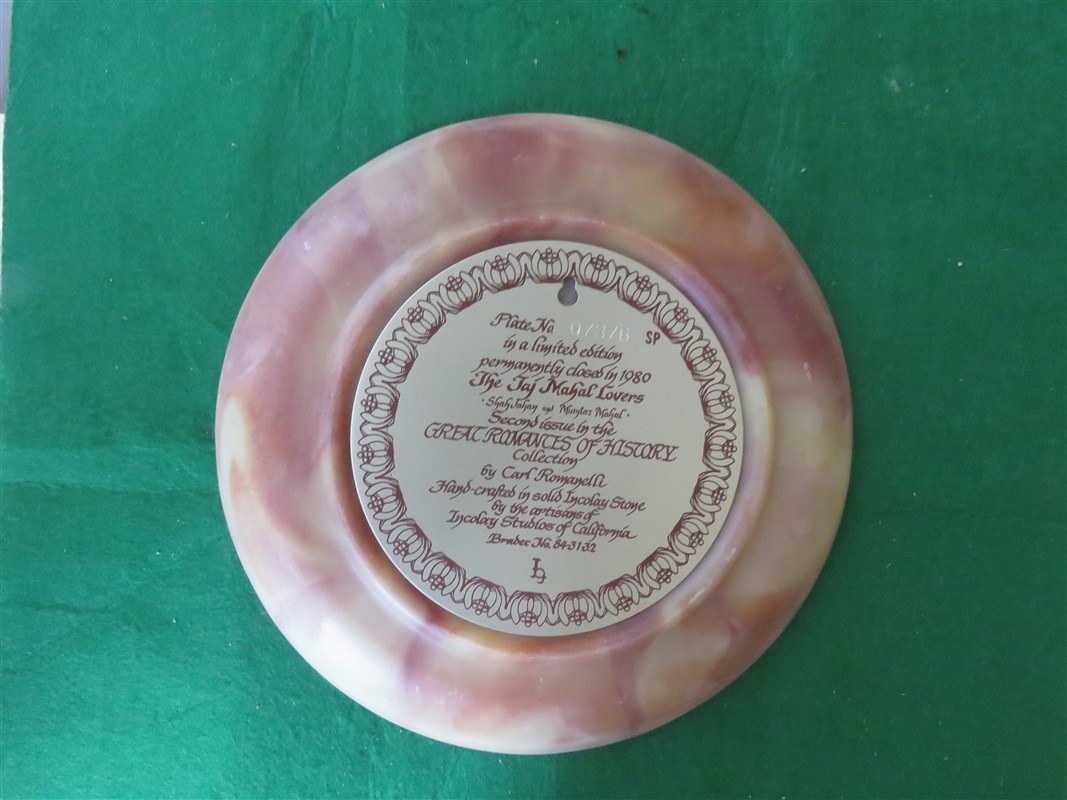 Plate No 07376 SP
in a limited edition
permanently closed in 1980
The Taj Mahal Lovers
· Shah Jahan and Mumtaz Mahal ·
Second issue in the
GREAT ROMANCES OF HISTORY
Collection
by Carl Romanelli
Hand-crafted in solid Incolay Stone
by the artisans of
Incolay Studios of California
Bradex No. 84-31-3.2